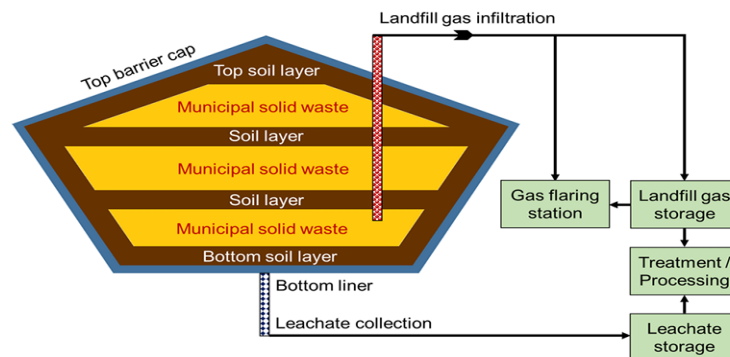 Landfill gas infiltration
Top barrier cap
Top soil layer
Municipal solid waste
Soil layer
Municipal solid waste
Soil layer
Municipal solid waste
Bottom soil layer
Gas flaring
station
Landfill gas
storage
Treatment /
Processing
Bottom liner
Leachate collection
Leachate
storage